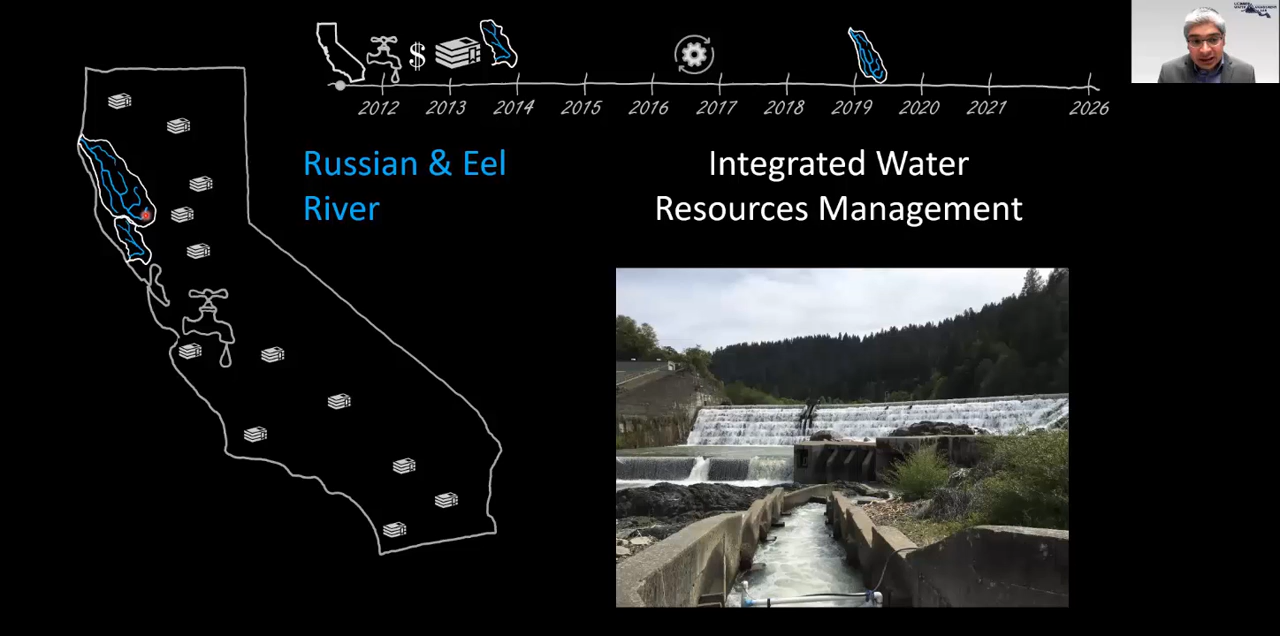 $
2012 2013 2014 2015 2016 2017 2018 2019 2020 2021 2026
Russian & Eel
River
Integrated Water
Resources Management